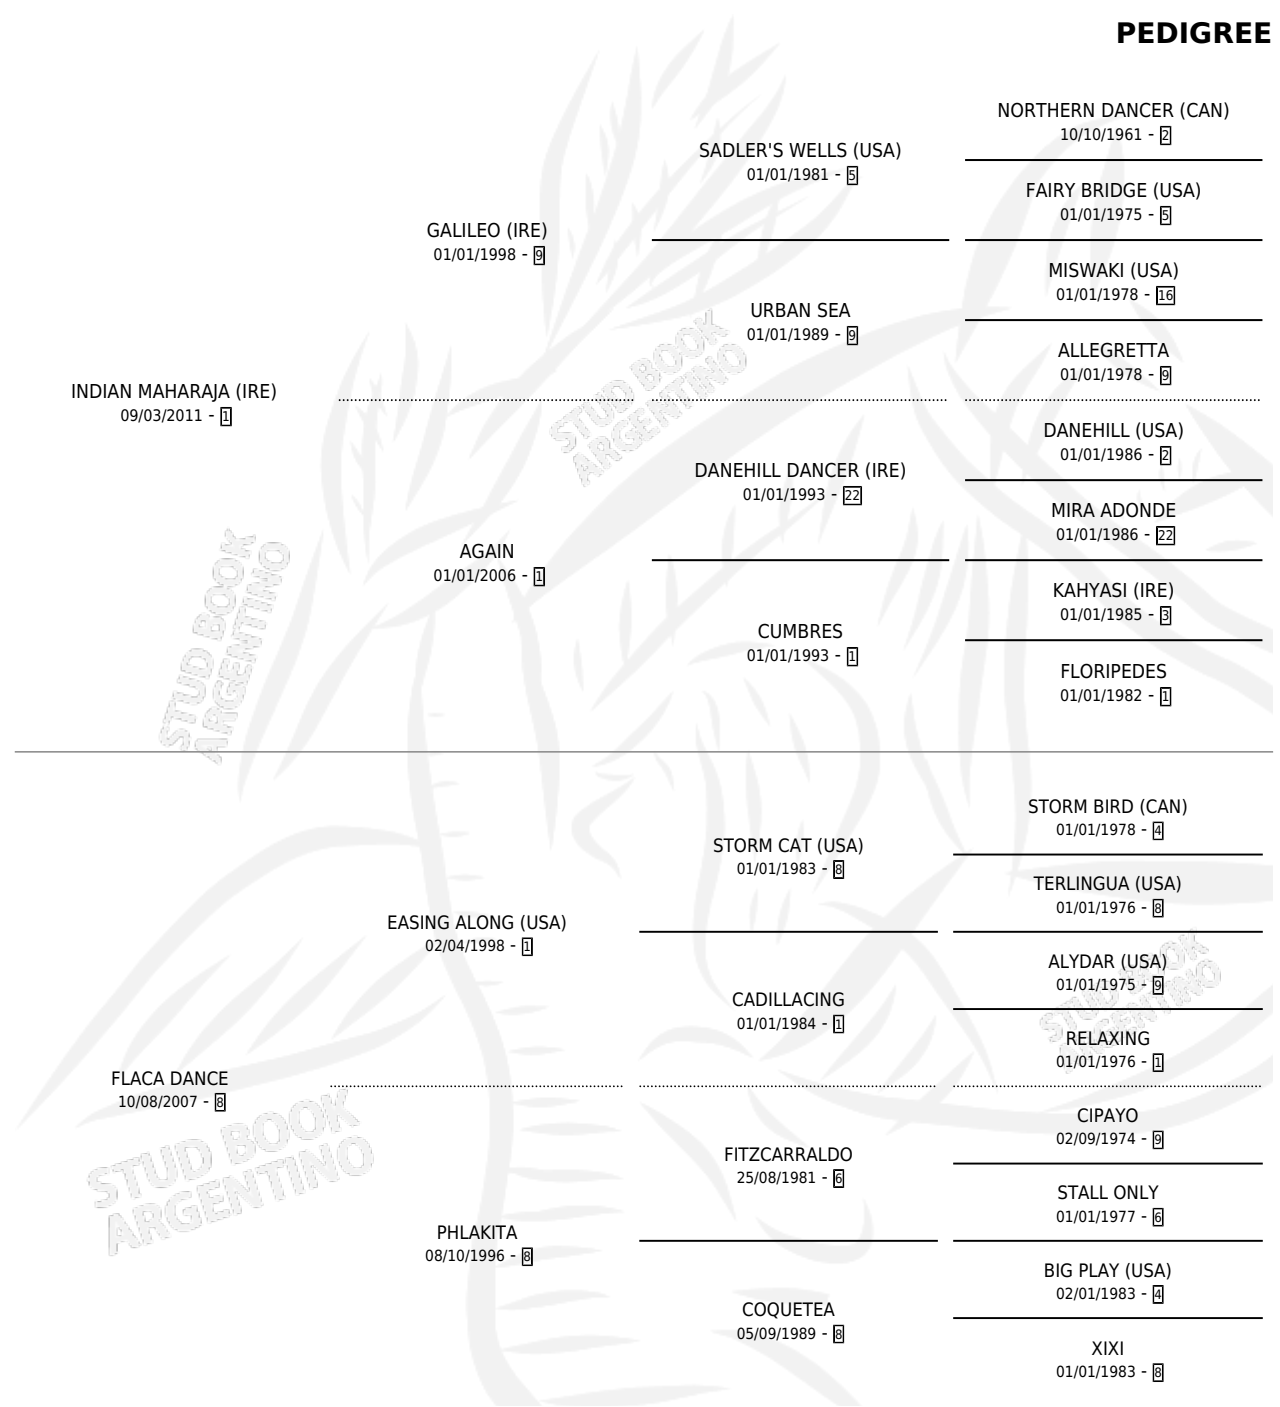 PEDIGREE
NORTHERN DANCER (CAN)
10/10/1961 - 2
SADLER'S WELLS (USA)
01/01/1981 - 5
FAIRY BRIDGE (USA)
01/01/1975 - 5
GALILEO (IRE)
01/01/1998 - 9
MISWAKI (USA)
01/01/1978 - 16
URBAN SEA
01/01/1989 - 9
ALLEGRETTA
01/01/1978 - 9
INDIAN MAHARAJA (IRE)
09/03/2011 - 1
DANEHILL (USA)
01/01/1986 - 2
DANEHILL DANCER (IRE)
01/01/1993 - 22
MIRA ADONDE
01/01/1986 - 22
AGAIN
01/01/2006 - 1
KAHYASI (IRE)
01/01/1985 - 3
CUMBRES
01/01/1993 - 1
FLORIPEDES
01/01/1982 - 1
STORM BIRD (CAN)
01/01/1978 - 4
STORM CAT (USA)
01/01/1983 - 8
TERLINGUA (USA)
01/01/1976 - 8
EASING ALONG (USA)
02/04/1998 - 1
ALYDAR (USA)
01/01/1975 - 9
CADILLACING
01/01/1984 - 1
RELAXING
01/01/1976 - 1
FLACA DANCE
10/08/2007 - 8
CIPAYO
02/09/1974 - 9
FITZCARRALDO
25/08/1981 - 6
STALL ONLY
01/01/1977 - 6
PHLAKITA
08/10/1996 - 8
BIG PLAY (USA)
02/01/1983 - 4
COQUETEA
05/09/1989 - 8
XIXI
01/01/1983 - 8
STUD BOOK
ARGENTINO
STUD BOOK
ARGENTINO
STUD BOOK
ARGENTINO
STUD BOOK
ARGENTINO